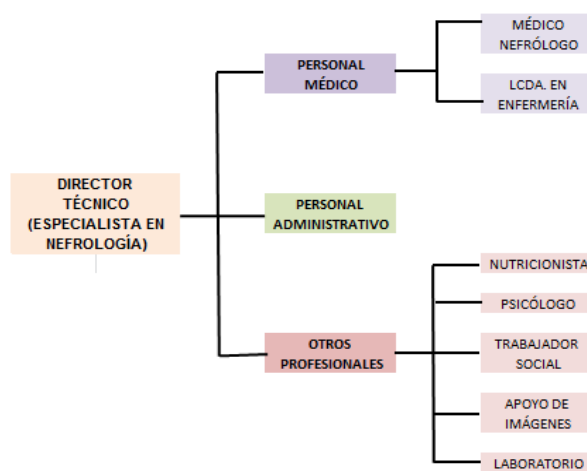 MÉDICO
NEFRÓLOGO
PERSONAL
MÉDICO
LCDA. EN
ENFERMERÍA
DIRECTOR
TÉCNICO
(ESPECIALISTA EN
NEFROLOGÍA)
PERSONAL
ADMINISTRATIVO
NUTRICIONISTA
PSICÓLOGO
OTROS
PROFESIONALES
TRABAJADOR
SOCIAL
APOYO DE
IMÁGENES
LABORATORIO